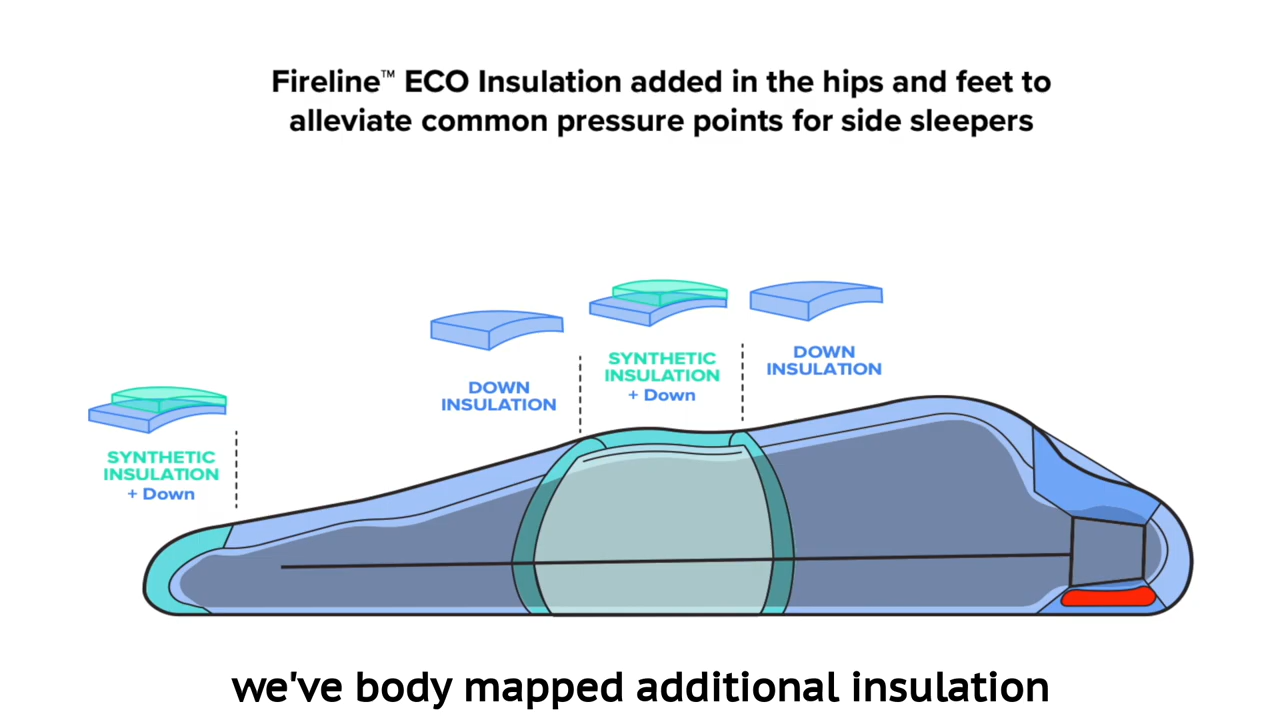 Fireline™ ECO Insulation added in the hips and feet to
alleviate common pressure points for side sleepers
SYNTHETIC
INSULATION
+ Down
DOWN
INSULATION
SYNTHETIC
INSULATION
+ Down
DOWN
INSULATION
we've body mapped additional insulation